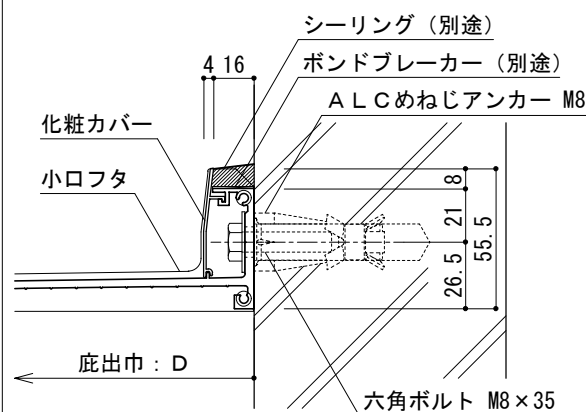 シーリング（別途）
4 16
ボンドブレーカー（別途）
ＡＬＣめねじアンカー M8
化粧カバー
小口フタ
8
21
55.5
26.5
庇出巾：D
六角ボルト M8×35